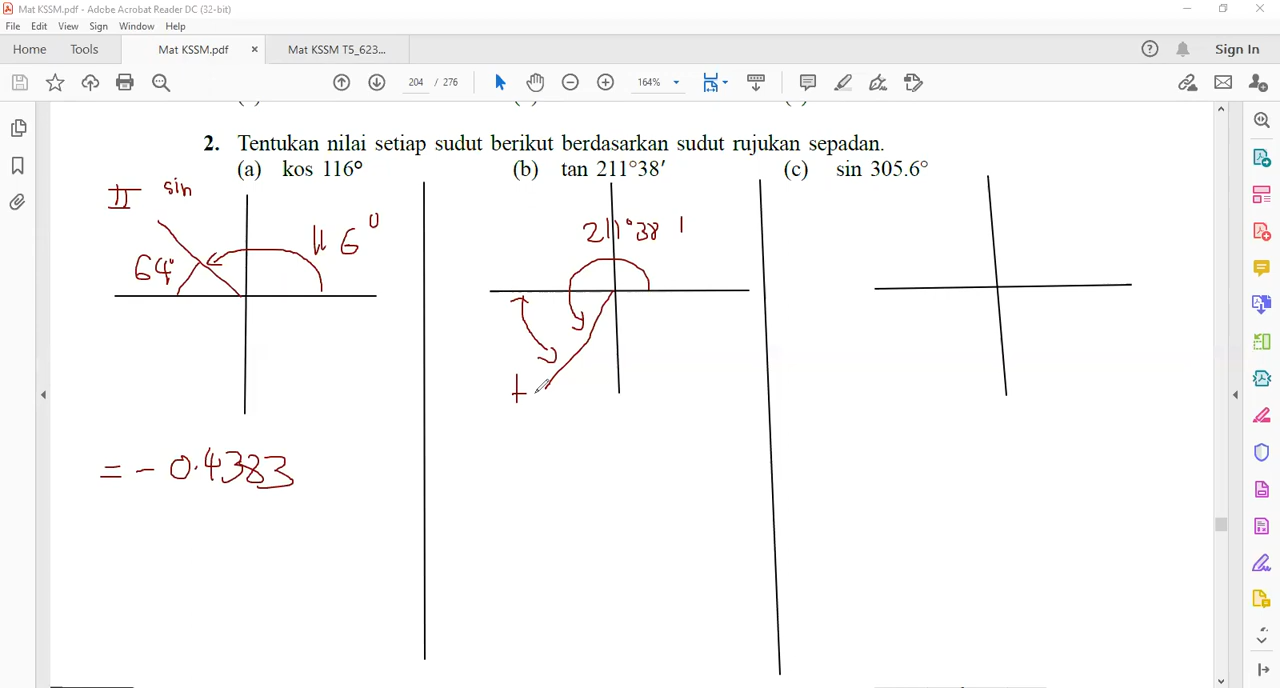 Mat KSSM.pdf - Adobe Acrobat Reader DC (32-bit)
File Edit View Sign Window Help
Home Tools Mat KSSM.pdf × Mat KSSM T5_623... Sign In
204 / 276 164%
2. Tentukan nilai setiap sudut berikut berdasarkan sudut rujukan sepadan.
(a) kos 116° (b) tan 211°38′ (c) sin 305.6°
II sin
116°
64°
211°38'
= - 0.4383